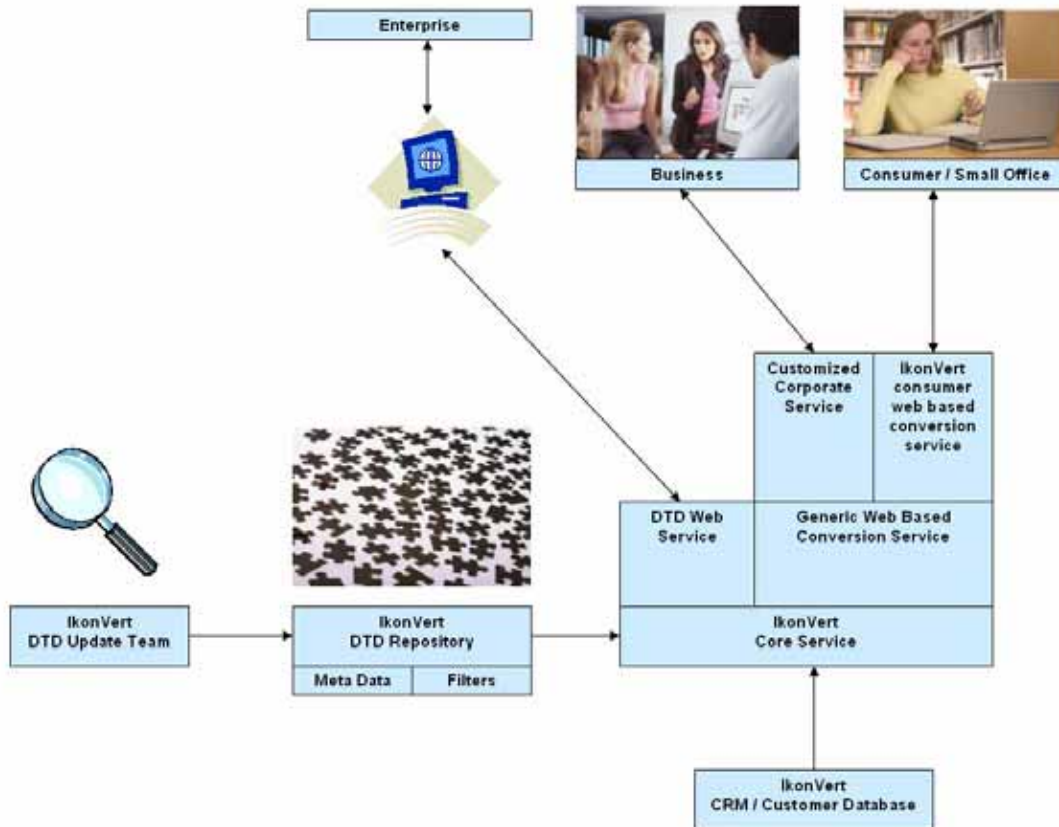 Enterprise
Business
Consumer / Small Office
Customized
Corporate
Service
IkonVert
consumer
web based
conversion
service
DTD Web
Service
Generic Web Based
Conversion Service
IkonVert
DTD Update Team
IkonVert
DTD Repository
Meta Data
Filters
IkonVert
Core Service
IkonVert
CRM / Customer Database